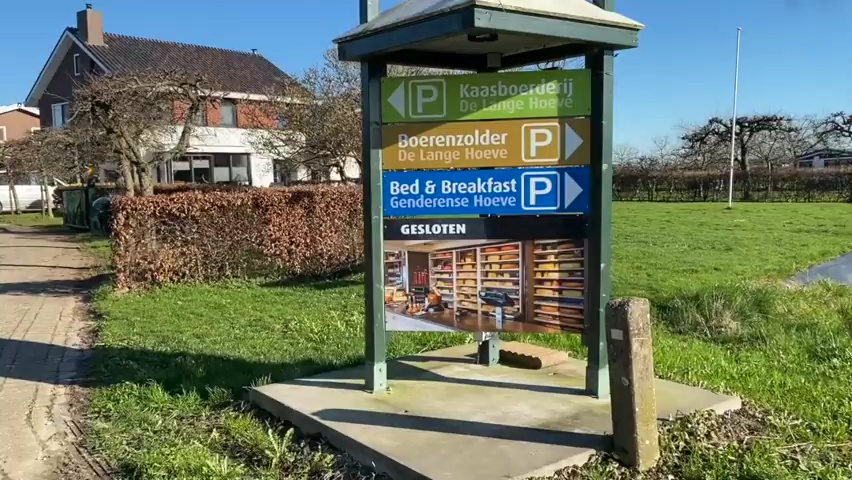 P Kaasboerderij
De Lange Hoeve
Boerenzolder P
De Lange Hoeve
Bed & Breakfast P
Genderense Hoeve
GESLOTEN